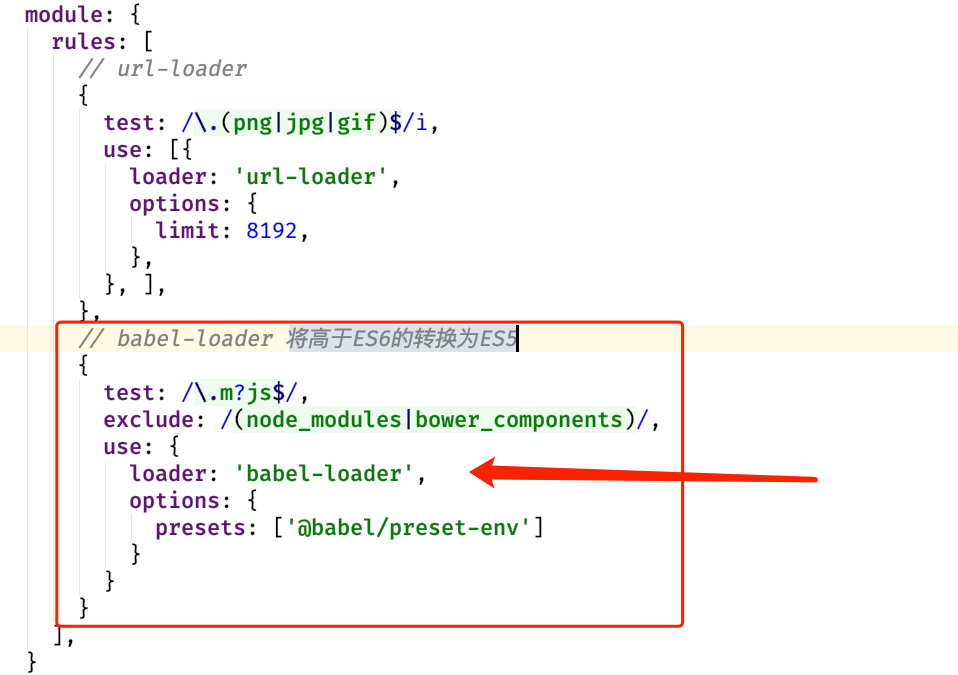 module: {
rules: [
// url-loader
{
test: /\.(png|jpg|gif)$/i,
use: [{
loader: 'url-loader',
options: {
limit: 8192,
},
}, ],
},
// babel-loader 将高于ES6的转换为ES5
{
test: /\.m?js$/,
exclude: /(node_modules|bower_components)/,
use: {
loader: 'babel-loader',
options: {
presets: ['@babel/preset-env']
}
}
}
],
}